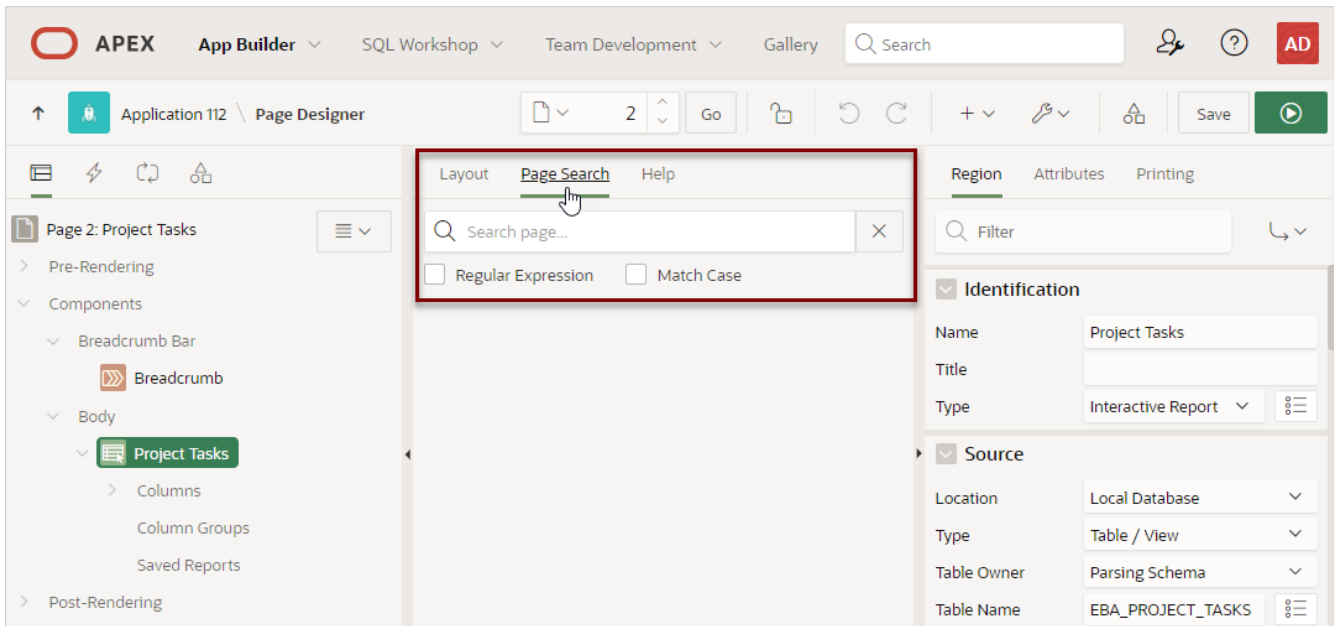 APEX App Builder SQL Workshop Team Development Gallery Search AD
Application 112 \ Page Designer 2 Go Save
Layout Page Search Help
Region Attributes Printing
Page 2: Project Tasks
Search page...
Filter
Pre-Rendering
Regular Expression Match Case
Components
Identification
Breadcrumb Bar
Name Project Tasks
Breadcrumb
Title
Body
Type Interactive Report
Project Tasks
Source
Columns
Location Local Database
Column Groups
Type Table / View
Saved Reports
Table Owner Parsing Schema
Post-Rendering
Table Name EBA_PROJECT_TASKS